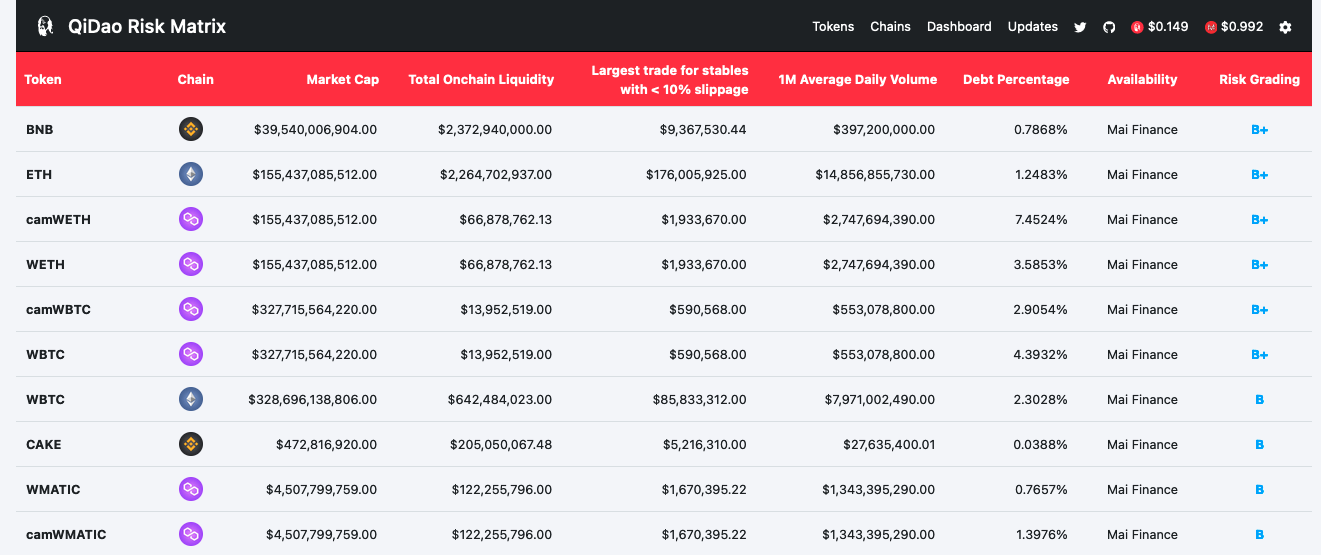 QiDao Risk Matrix Tokens Chains Dashboard Updates $0.149 $0.992
Token Chain Market Cap Total Onchain Liquidity Largest trade for stables with < 10% slippage 1M Average Daily Volume Debt Percentage Availability Risk Grading
BNB $39,540,006,904.00 $2,372,940,000.00 $9,367,530.44 $397,200,000.00 0.7868% Mai Finance B+
ETH $155,437,085,512.00 $2,264,702,937.00 $176,005,925.00 $14,856,855,730.00 1.2483% Mai Finance B+
camWETH $155,437,085,512.00 $66,878,762.13 $1,933,670.00 $2,747,694,390.00 7.4524% Mai Finance B+
WETH $155,437,085,512.00 $66,878,762.13 $1,933,670.00 $2,747,694,390.00 3.5853% Mai Finance B+
camWBTC $327,715,564,220.00 $13,952,519.00 $590,568.00 $553,078,800.00 2.9054% Mai Finance B+
WBTC $327,715,564,220.00 $13,952,519.00 $590,568.00 $553,078,800.00 4.3932% Mai Finance B+
WBTC $328,696,138,806.00 $642,484,023.00 $85,833,312.00 $7,971,002,490.00 2.3028% Mai Finance B
CAKE $472,816,920.00 $205,050,067.48 $5,216,310.00 $27,635,400.01 0.0388% Mai Finance B
WMATIC $4,507,799,759.00 $122,255,796.00 $1,670,395.22 $1,343,395,290.00 0.7657% Mai Finance B
camWMATIC $4,507,799,759.00 $122,255,796.00 $1,670,395.22 $1,343,395,290.00 1.3976% Mai Finance B